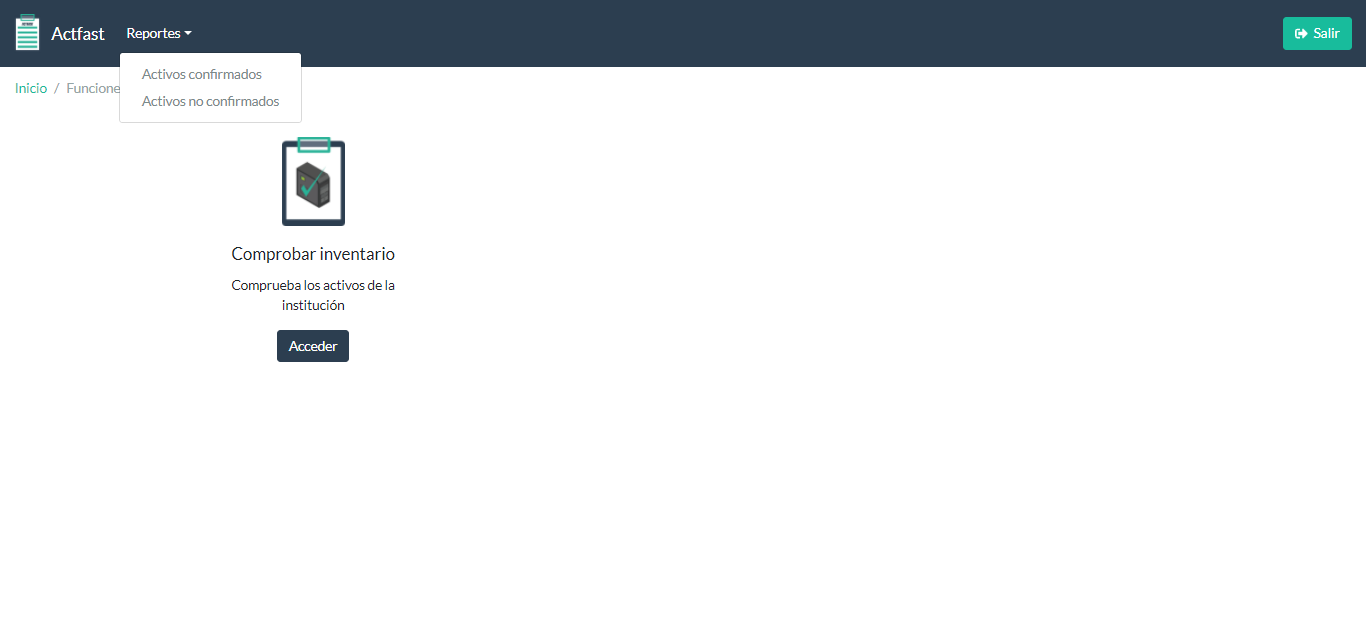 Actfast
Reportes
Salir
Activos confirmados
Activos no confirmados
Inicio / Funcione
Comprobar inventario
Comprueba los activos de la
institución
Acceder